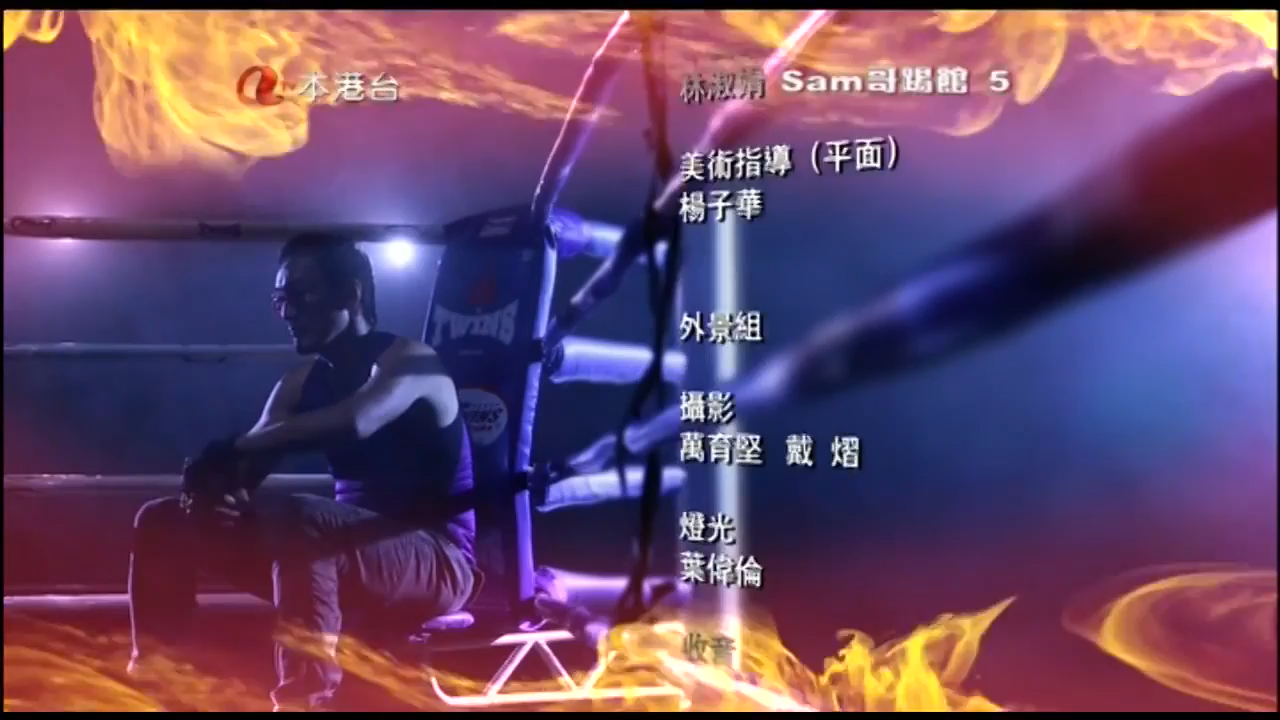 本港台
林淑娟 Sam哥踢館 5
美術指導（平面）
楊子華
TWINS
外景組
攝影
萬育堅 戴 熠
燈光
葉偉倫
收音